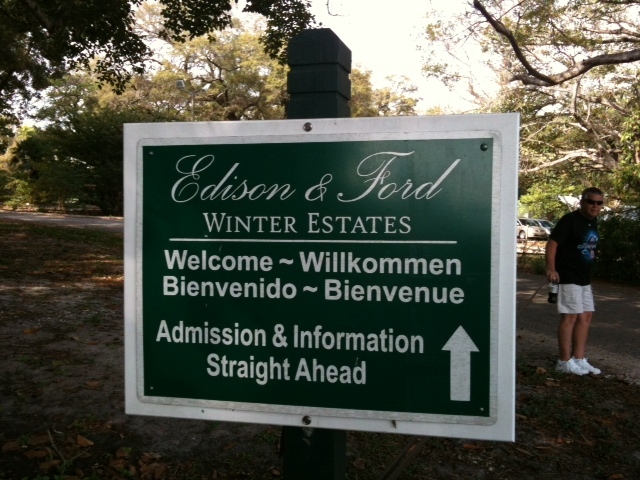 Edison & Ford
WINTER ESTATES
Welcome ~ Willkommen
Bienvenido ~ Bienvenue
Admission & Information
Straight Ahead